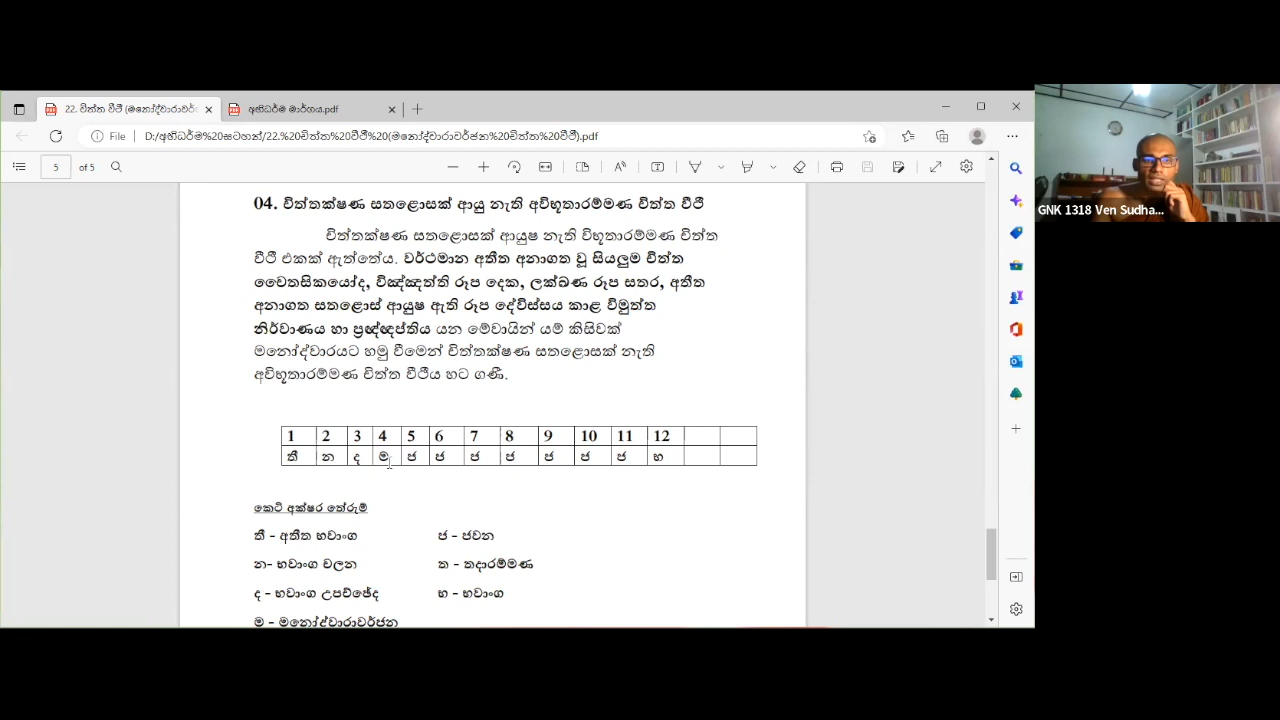 22. චිත්ත වීථි (මනෝද්වාරාවර්
අභිධර්ම මාර්ගය.pdf
File D:/අභිධර්ම%20සටහන්/22.%20චිත්ත%20වීථි%20(මනෝද්වාරාවර්ජන%20චිත්ත%20වීථි).pdf
5 of 5
GNK 1318 Ven Sudha...
04. චිත්තක්ෂණ සතළොසක් ආයු නැති අවිභූතාරම්මණ චිත්ත වීථි
චිත්තක්ෂණ සතළොසක් ආයුෂ නැති විභූතාරම්මණ චිත්ත
වීථි එකක් ඇත්තේය. වර්ථමාන අතීත අනාගත වූ සියලුම චිත්ත
චෛතසිකයෝද, විඤ්ඤත්ති රූප දෙක, ලක්ඛණ රූප සතර, අතීත
අනාගත සතළොස් ආයුෂ ඇති රූප දේවිස්සය කාළ විමුත්ත
නිර්වාණය හා ප්‍රඥප්තිය යන මේවායින් යම් කිසිවක්
මනෝද්වාරයට හමු වීමෙන් චිත්තක්ෂණ සතළොසක් නැති
අවිභූතාරම්මණ චිත්ත වීථිය හට ගණී.
1 2 3 4 5 6 7 8 9 10 11 12
තී න ද ම ජ ජ ජ ජ ජ ජ ජ භ
කෙටි අක්ෂර තේරුම්
තී - අතීත භවාංග ජ - ජවන
න- භවාංග චලන ත - තදාරම්මණ
ද - භවාංග උපච්ඡේද භ - භවාංග
ම - මනෝද්වාරාවර්ජන